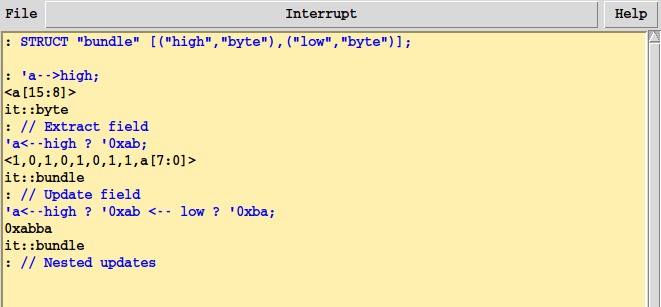 File Interrupt Help
: STRUCT "bundle" [("high","byte"),("low","byte")];
: 'a-->high;
<a[15:8]>
it::byte
: // Extract field
'a<--high ? '0xab;
<1,0,1,0,1,0,1,1,a[7:0]>
it::bundle
: // Update field
'a<--high ? '0xab <-- low ? '0xba;
0xabba
it::bundle
: // Nested updates